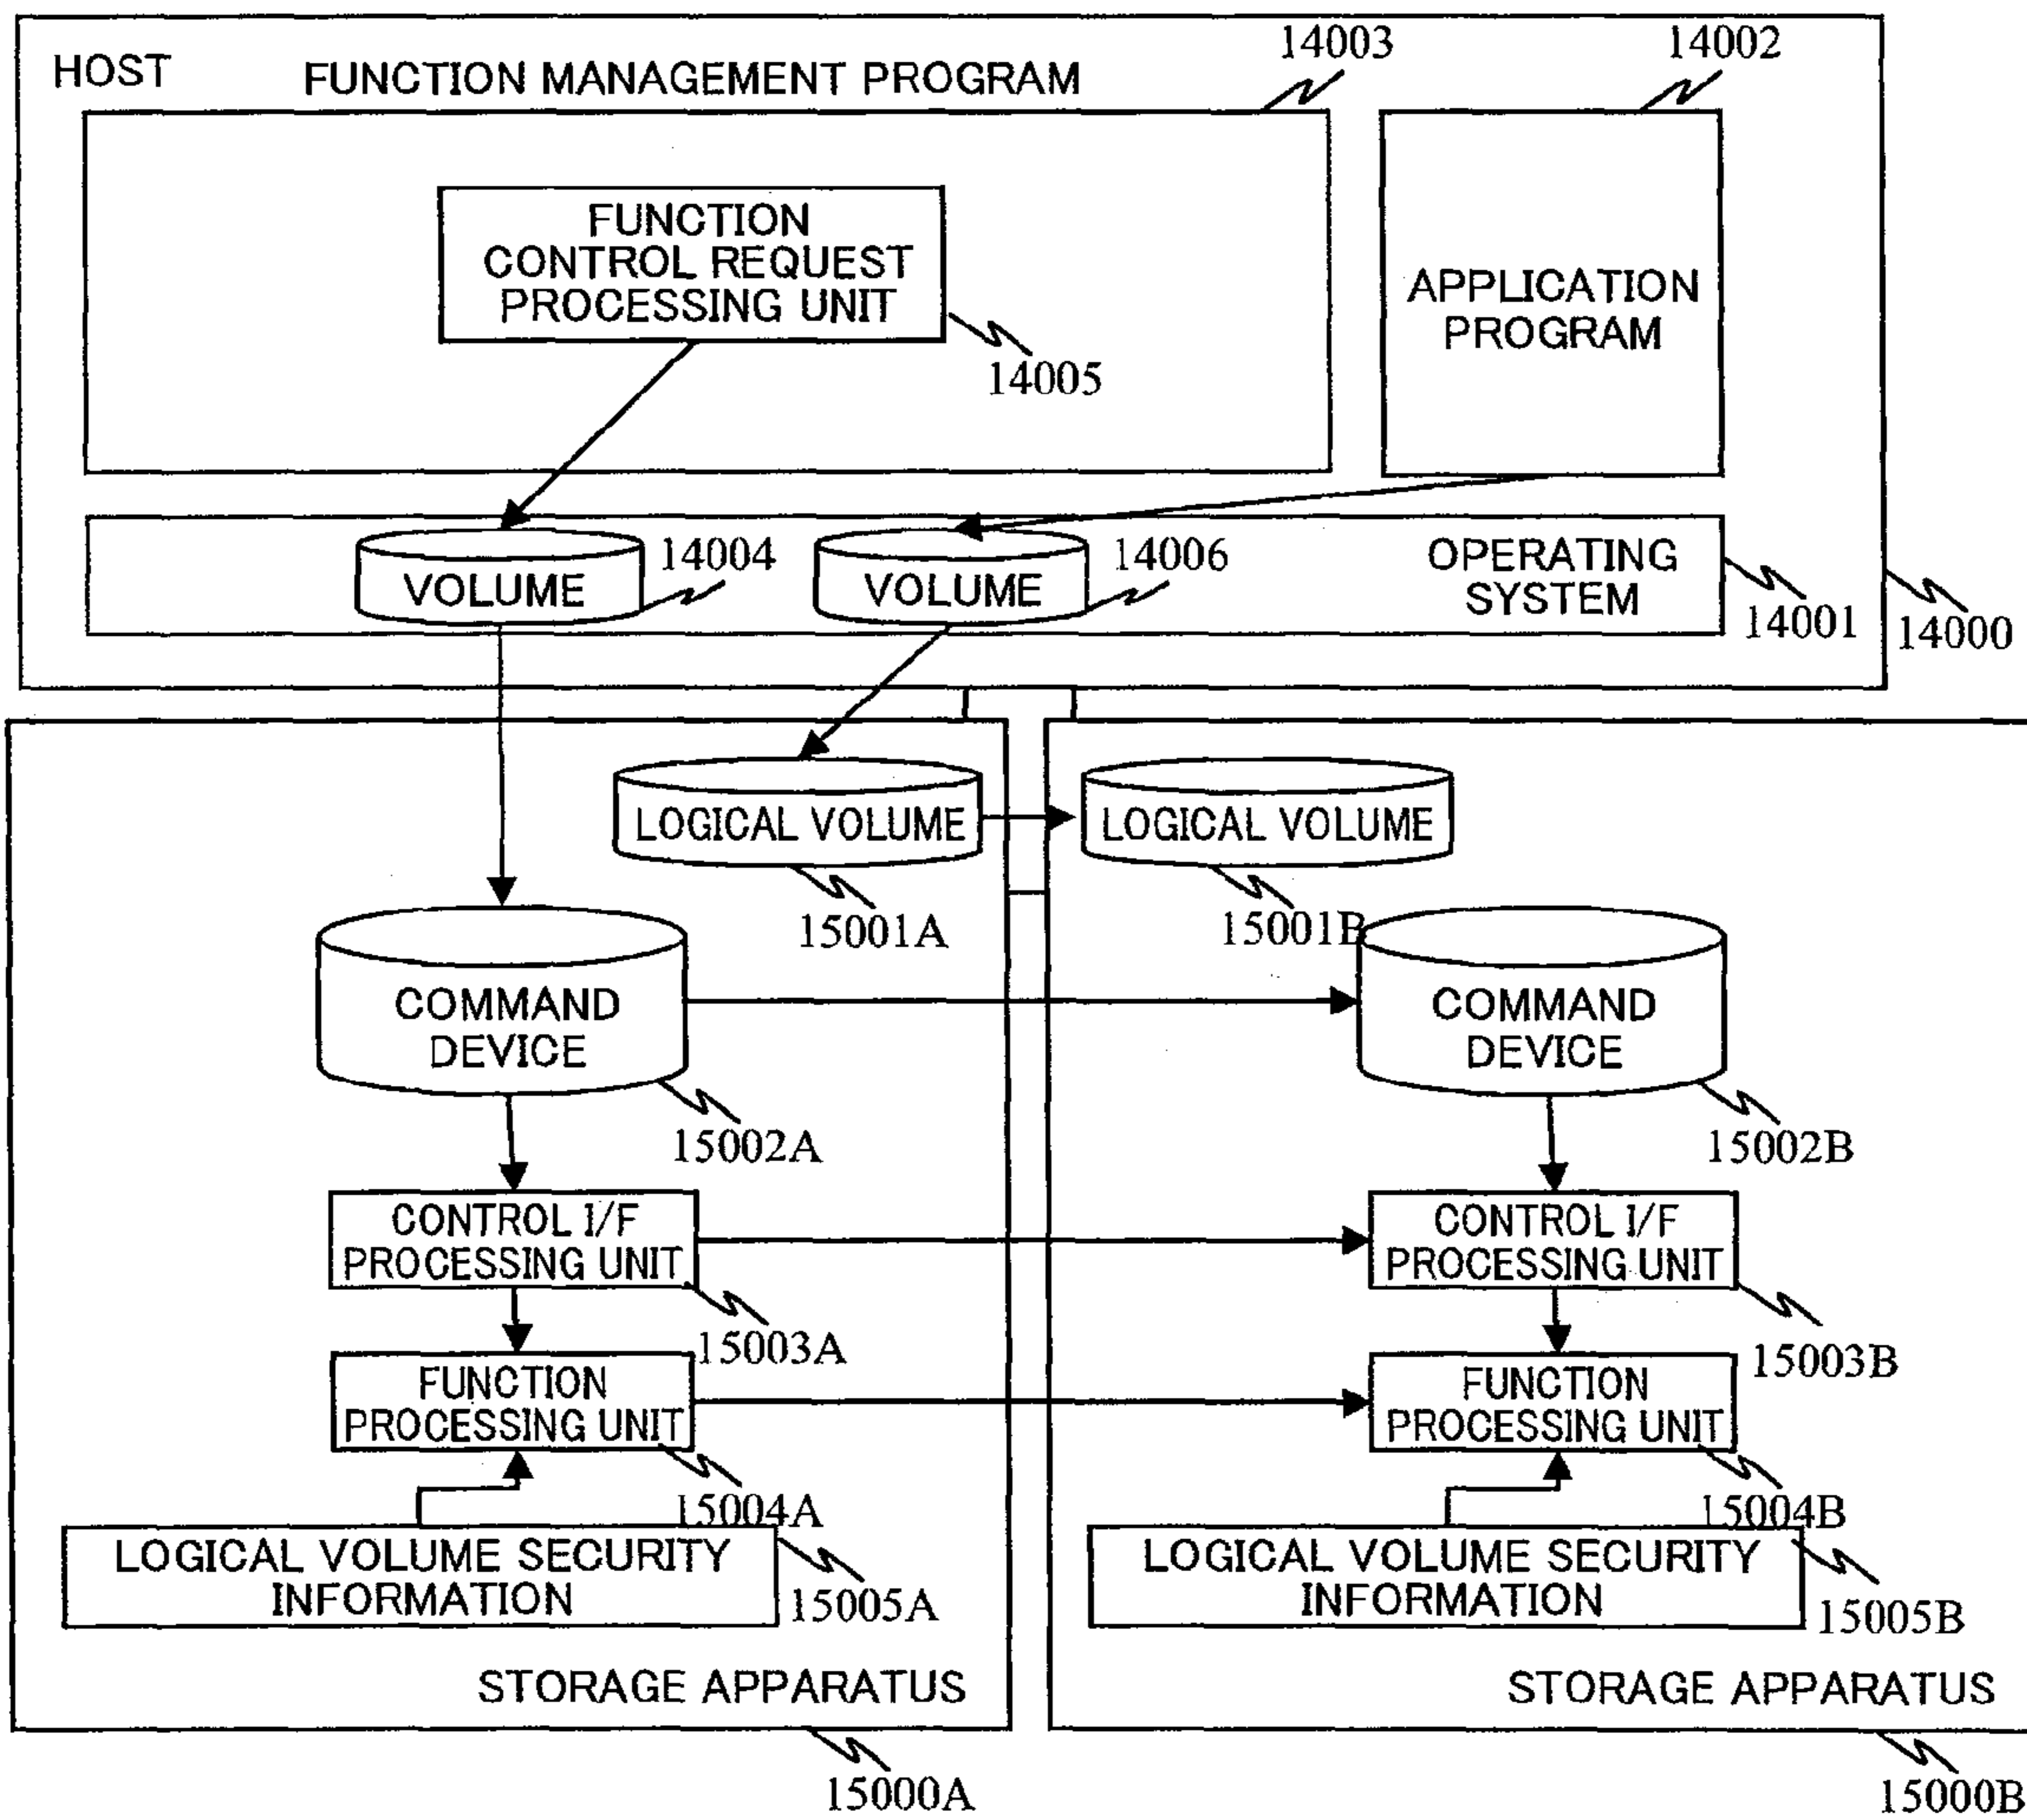 14003
14002
HOST
FUNCTION MANAGEMENT PROGRAM
FUNCTION
CONTROL REQUEST
PROCESSING UNIT
14005
APPLICATION
PROGRAM
VOLUME
14004
VOLUME
14006
OPERATING
SYSTEM
14001
14000
LOGICAL VOLUME
15001A
LOGICAL VOLUME
15001B
COMMAND
DEVICE
15002A
COMMAND
DEVICE
15002B
CONTROL I/F
PROCESSING UNIT
15003A
CONTROL I/F
PROCESSING UNIT
15003B
FUNCTION
PROCESSING UNIT
15004A
FUNCTION
PROCESSING UNIT
15004B
LOGICAL VOLUME SECURITY
INFORMATION
15005A
LOGICAL VOLUME SECURITY
INFORMATION
15005B
STORAGE APPARATUS
STORAGE APPARATUS
15000A
15000B